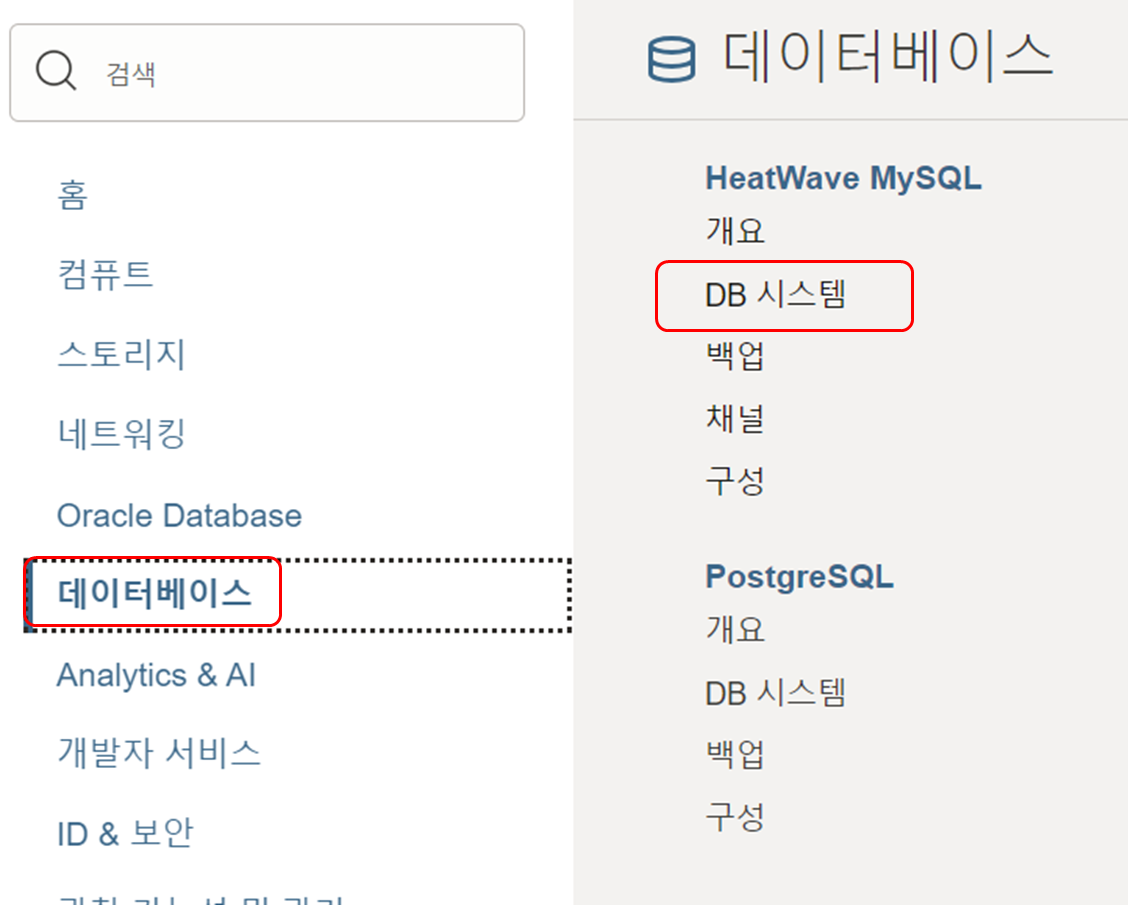 검색
홈
컴퓨트
스토리지
네트워킹
Oracle Database
데이터베이스
Analytics & AI
개발자 서비스
ID & 보안
데이터베이스
HeatWave MySQL
개요
DB 시스템
백업
채널
구성
PostgreSQL
개요
DB 시스템
백업
구성